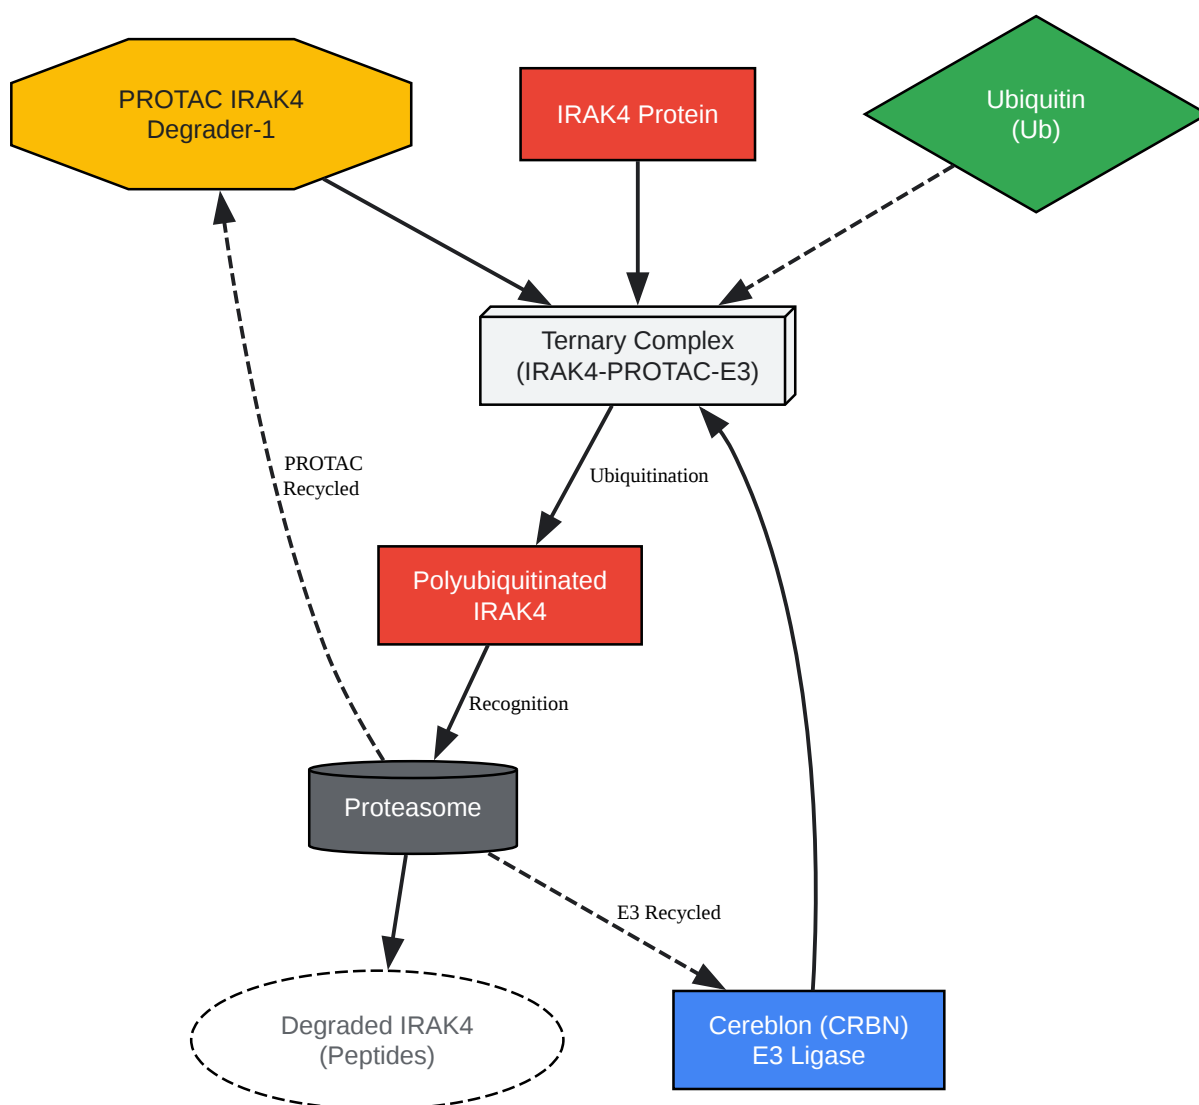 PROTAC IRAK4
Degrader-1
IRAK4 Protein
Ubiquitin
(Ub)
Ternary Complex
(IRAK4-PROTAC-E3)
PROTAC
Recycled
Ubiquitination
Polyubiquitinated
IRAK4
Recognition
Proteasome
E3 Recycled
Degraded IRAK4
(Peptides)
Cereblon (CRBN)
E3 Ligase